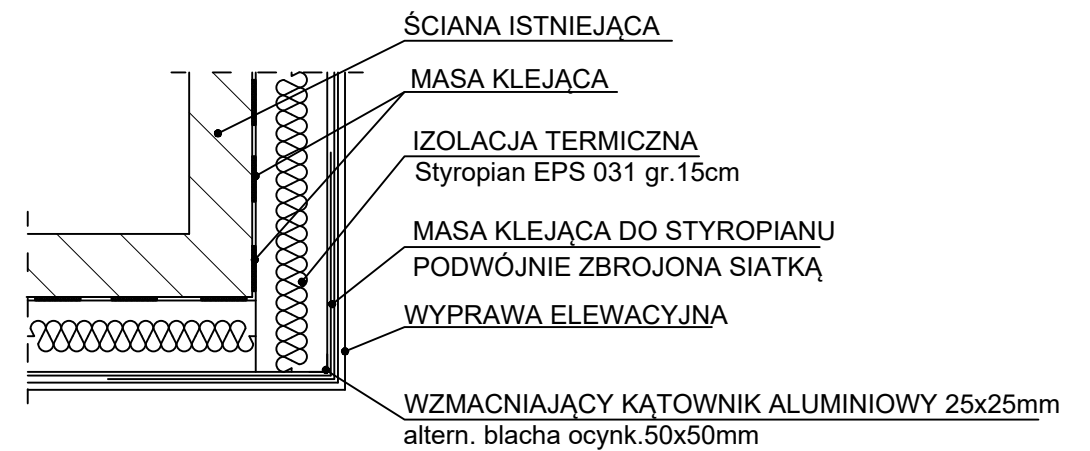 ŚCIANA ISTNIEJĄCA
MASA KLEJĄCA
IZOLACJA TERMICZNA
Styropian EPS 031 gr.15cm
MASA KLEJĄCA DO STYROPIANU
PODWÓJNIE ZBROJONA SIATKĄ
WYPRAWA ELEWACYJNA
WZMACNIAJĄCY KĄTOWNIK ALUMINIOWY 25x25mm
altern. blacha ocynk.50x50mm